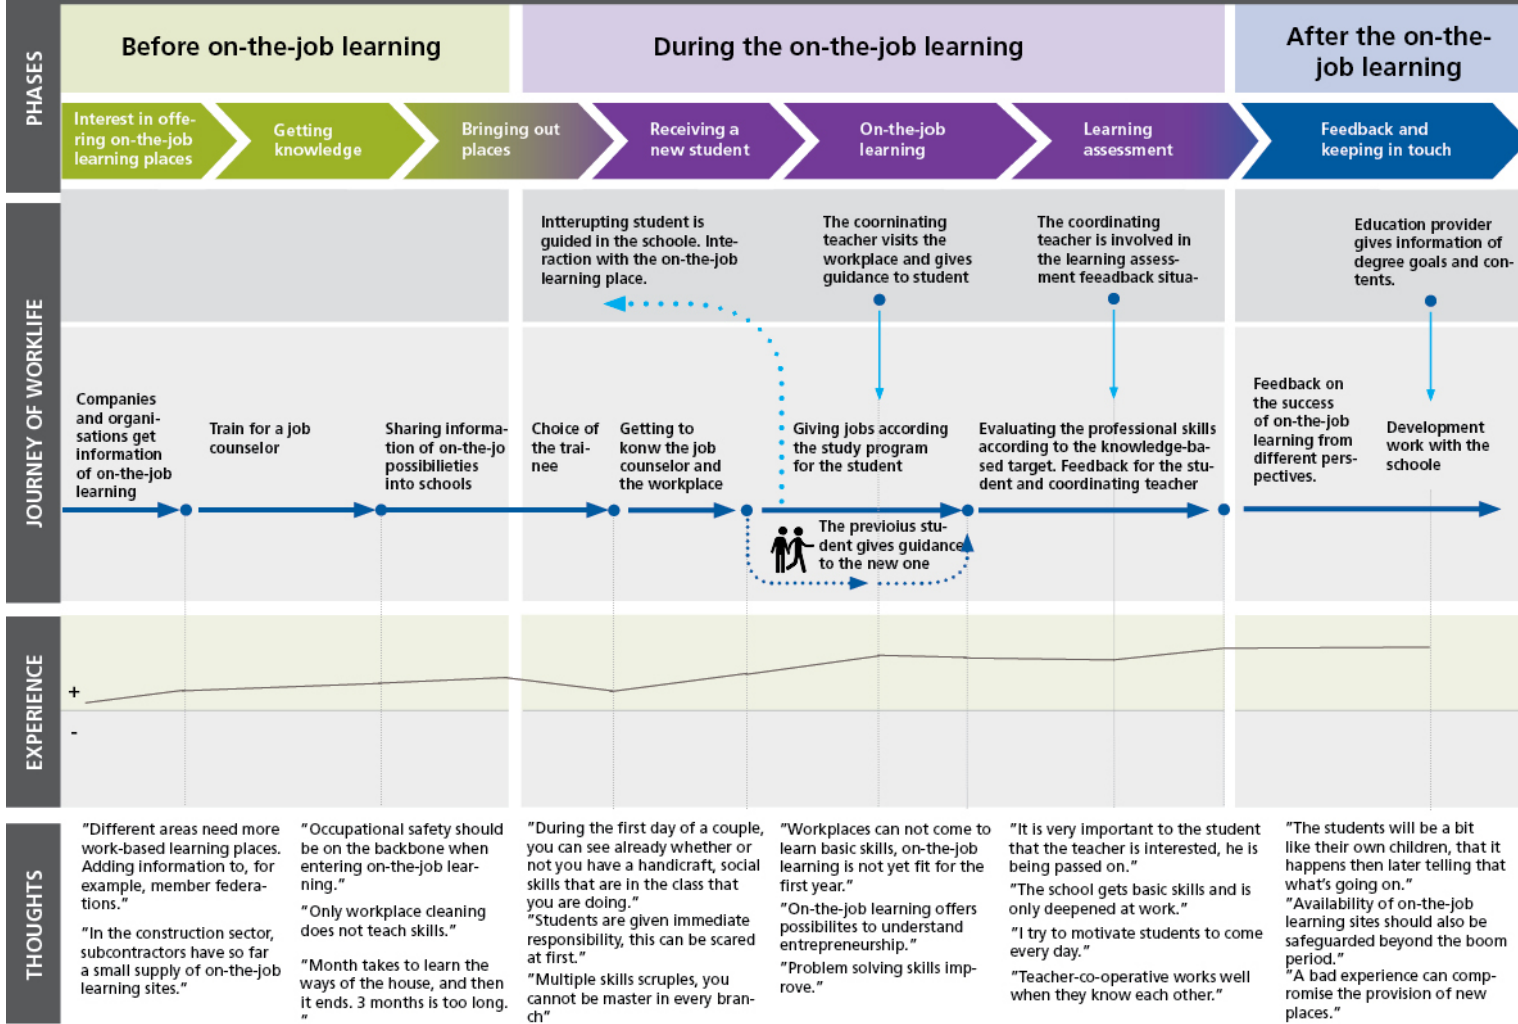 PHASES
Before on-the-job learning
During the on-the-job learning
After the on-the-
job learning
Interest in offe-
ring on-the-job
learning places
Getting
knowledge
Bringing out
places
Receiving a
new student
On-the-job
learning
Learning
assessment
Feedback and
keeping in touch
JOURNEY OF WORKLIFE
Intterupting student is
guided in the schoole. Inte-
raction with the on-the-job
learning place.
The coorninating
teacher visits the
workplace and gives
guidance to student
The coordinating
teacher is involved in
the learning assess-
ment feeadback situa-
Education provider
gives information of
degree goals and con-
tents.
Companies
and organi-
sations get
information
of on-the-job
learning
Train for a job
counselor
Sharing informa-
tion of on-the-jo
possibilieties
into schools
Choice of
the trai-
nee
Getting to
konw the job
counselor and
the workplace
Giving jobs according
the study program
for the student
Evaluating the professional skills
according to the knowledge-ba-
sed target. Feedback for the stu-
dent and coordinating teacher
Feedback on
the success
of on-the-job
learning from
different pers-
pectives.
Development
work with the
schoole
The previoius stu-
dent gives guidance
to the new one
EXPERIENCE
+
-
THOUGHTS
"Different areas need more
work-based learning places.
Adding information to, for
example, member federa-
tions."
"In the construction sector,
subcontractors have so far
a small supply of on-the-job
learning sites."
"Occupational safety should
be on the backbone when
entering on-the-job lear-
ning."
"Only workplace cleaning
does not teach skills."
"Month takes to learn the
ways of the house, and then
it ends. 3 months is too long.
"
"During the first day of a couple,
you can see already whether or
not you have a handicraft, social
skills that are in the class that
you are doing."
"Students are given immediate
responsibility, this can be scared
at first."
"Multiple skills scruples, you
cannot be master in every bran-
ch"
"Workplaces can not come to
learn basic skills, on-the-job
learning is not yet fit for the
first year."
"On-the-job learning offers
possibilites to understand
entrepreneurship."
"Problem solving skills imp-
rove."
"It is very important to the student
that the teacher is interested, he is
being passed on."
"The school gets basic skills and is
only deepened at work."
"I try to motivate students to come
every day."
"Teacher-co-operative works well
when they know each other."
"The students will be a bit
like their own children, that it
happens then later telling that
what's going on."
"Availability of on-the-job
learning sites should also be
safeguarded beyond the boom
period."
"A bad experience can comp-
romise the provision of new
places."